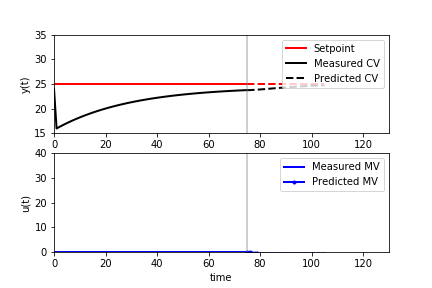 35
30
25
20
15
y(t)
Setpoint
Measured CV
Predicted CV
0 20 40 60 80 100 120
40
30
20
10
0
u(t)
Measured MV
Predicted MV
0 20 40 60 80 100 120
time